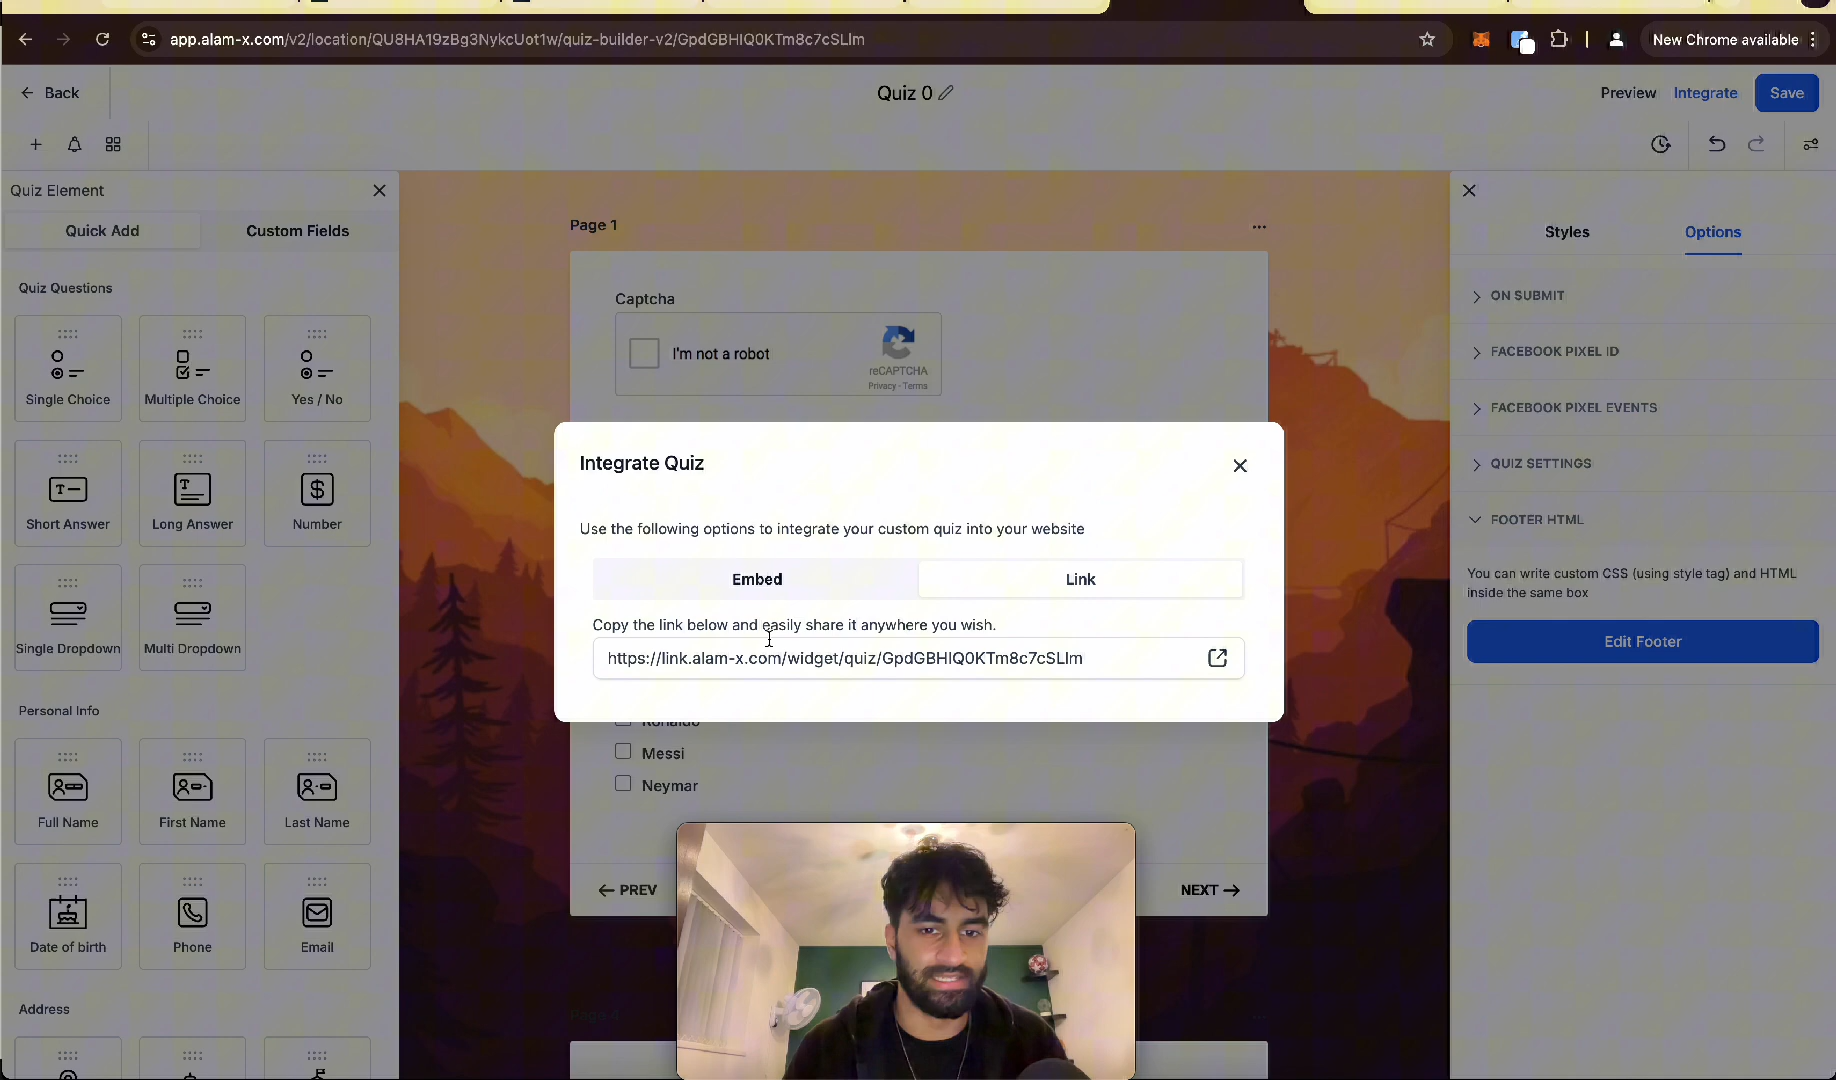 app.alam-x.com/v2/location/QU8HA19zBg3NykcUot1w/quiz-builder-v2/GpdGBHIQ0KTm8c7cSLlm
New Chrome available
Back
Quiz 0
Preview
Integrate
Save
Quiz Element
Quick Add
Custom Fields
Quiz Questions
Single Choice
Multiple Choice
Yes / No
Short Answer
Long Answer
Number
Single Dropdown
Multi Dropdown
Personal Info
Full Name
First Name
Last Name
Date of birth
Phone
Email
Address
Page 1
Captcha
I'm not a robot
reCAPTCHA
Privacy - Terms
Integrate Quiz
Use the following options to integrate your custom quiz into your website
Embed
Link
Copy the link below and easily share it anywhere you wish.
https://link.alam-x.com/widget/quiz/GpdGBHIQ0KTm8c7cSLlm
Ronaldo
Messi
Neymar
PREV
NEXT
Page 4
Styles
Options
ON SUBMIT
FACEBOOK PIXEL ID
FACEBOOK PIXEL EVENTS
QUIZ SETTINGS
FOOTER HTML
You can write custom CSS (using style tag) and HTML
inside the same box
Edit Footer